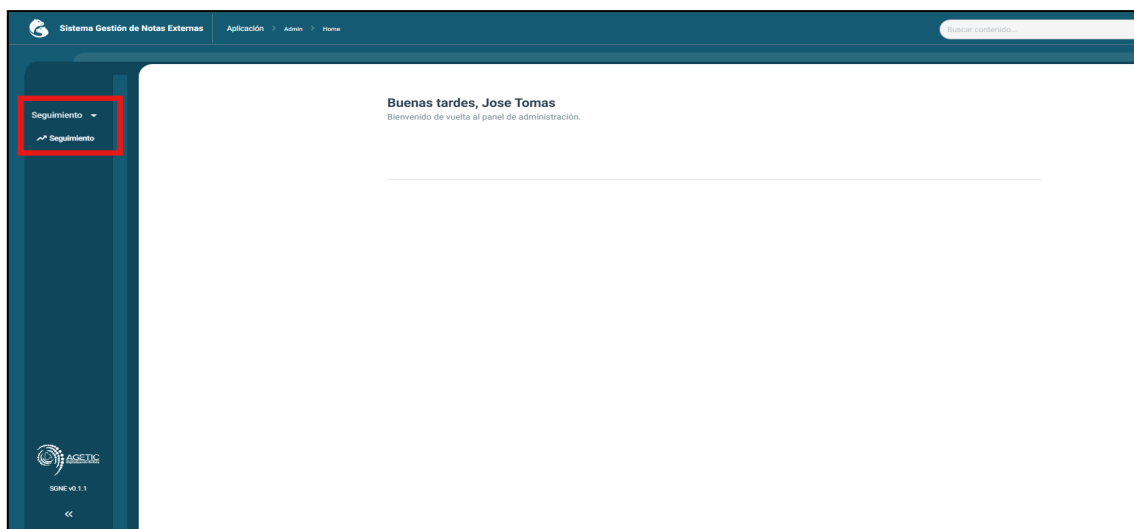 Sistema Gestión de Notas Externas
Aplicación > Admin > Home
Buscar contenido...
Seguimiento
Seguimiento
Buenas tardes, Jose Tomas
Bienvenido de vuelta al panel de administración.
AGETIC
SGNE v0.1.1